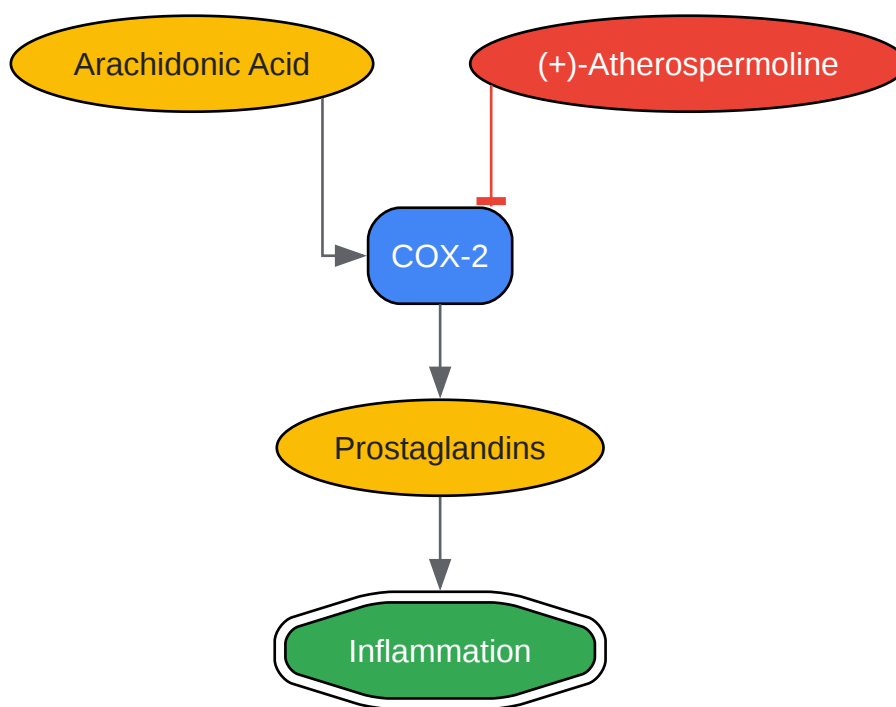 Arachidonic Acid
(+)-Atherospermoline
COX-2
Prostaglandins
Inflammation